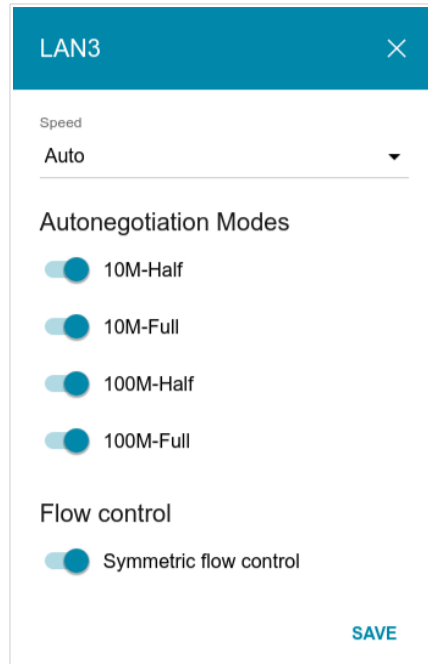 LAN3
Speed
Auto
Autonegotiation Modes
10M-Half
10M-Full
100M-Half
100M-Full
Flow control
Symmetric flow control
SAVE